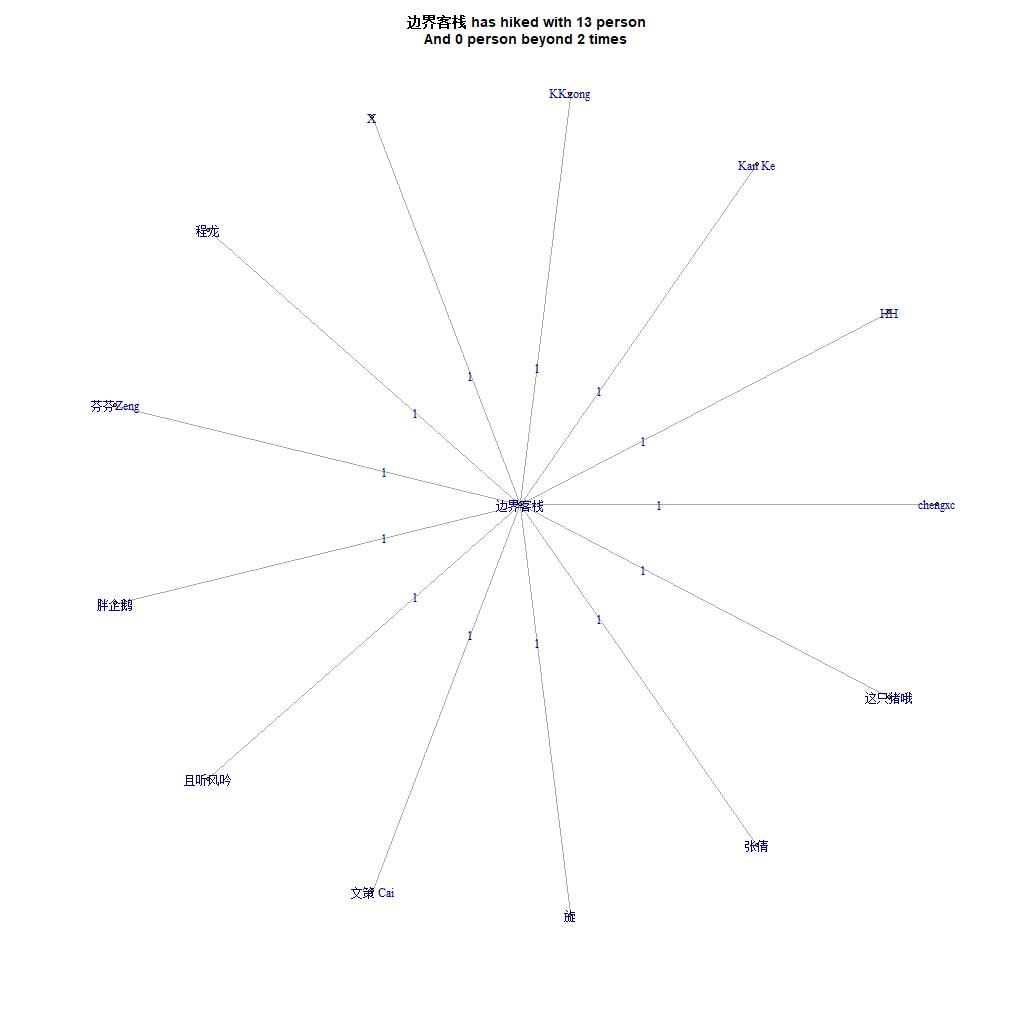 边界客栈 has hiked with 13 person
And 0 person beyond 2 times
KKzong
X
Kan Ke
程龙
HH
1
1
1
芬芬Zeng
1
1
1
边界客栈
1
chengxc
1
1
胖企鹅
1
1
1
1
这只猪哦
且听风吟
张倩
文策 Cai
旋